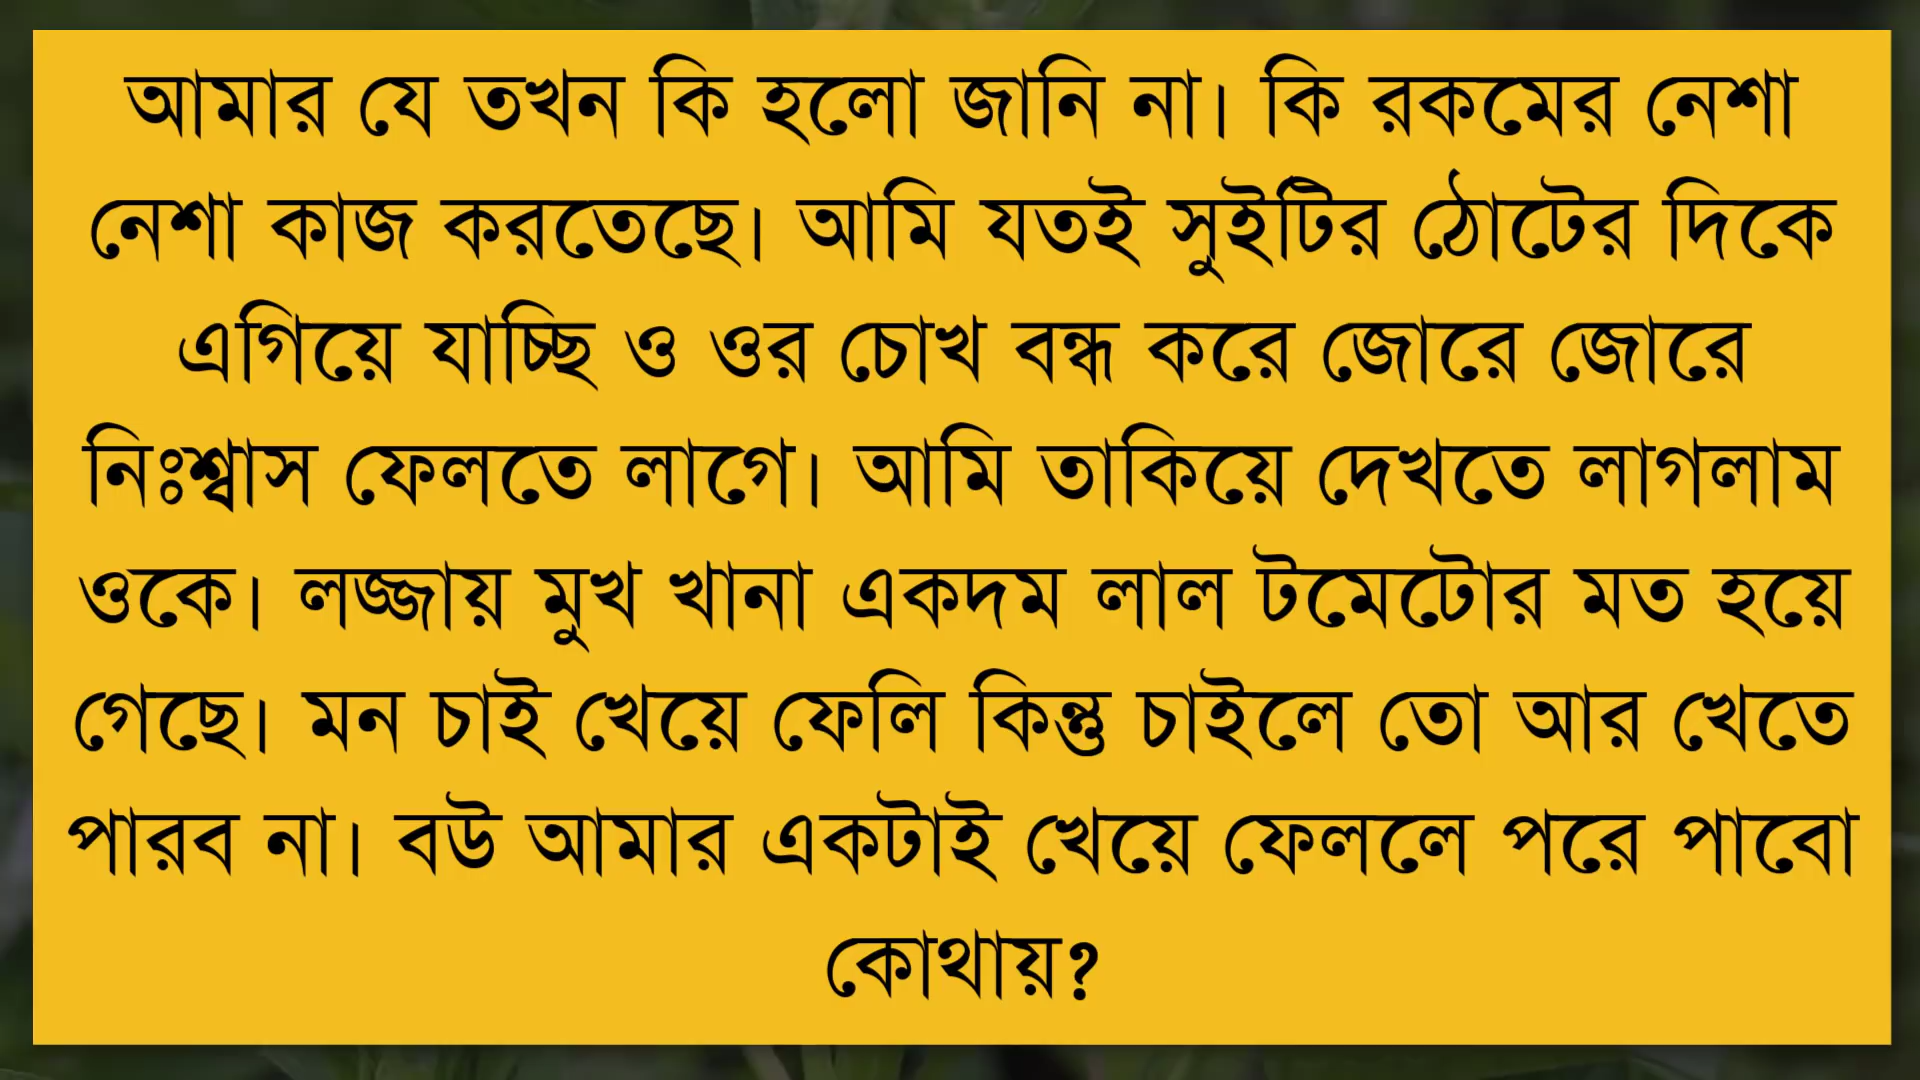 আমার যে তখন কি হলো জানি না। কি রকমের নেশা
নেশা কাজ করতেছে। আমি যতই সুইটির ঠোটের দিকে
এগিয়ে যাচ্ছি ও ওর চোখ বন্ধ করে জোরে জোরে
নিঃশ্বাস ফেলতে লাগে। আমি তাকিয়ে দেখতে লাগলাম
ওকে। লজ্জায় মুখ খানা একদম লাল টমেটোর মত হয়ে
গেছে। মন চাই খেয়ে ফেলি কিন্তু চাইলে তো আর খেতে
পারব না। বউ আমার একটাই খেয়ে ফেললে পরে পাবো
কোথায়?